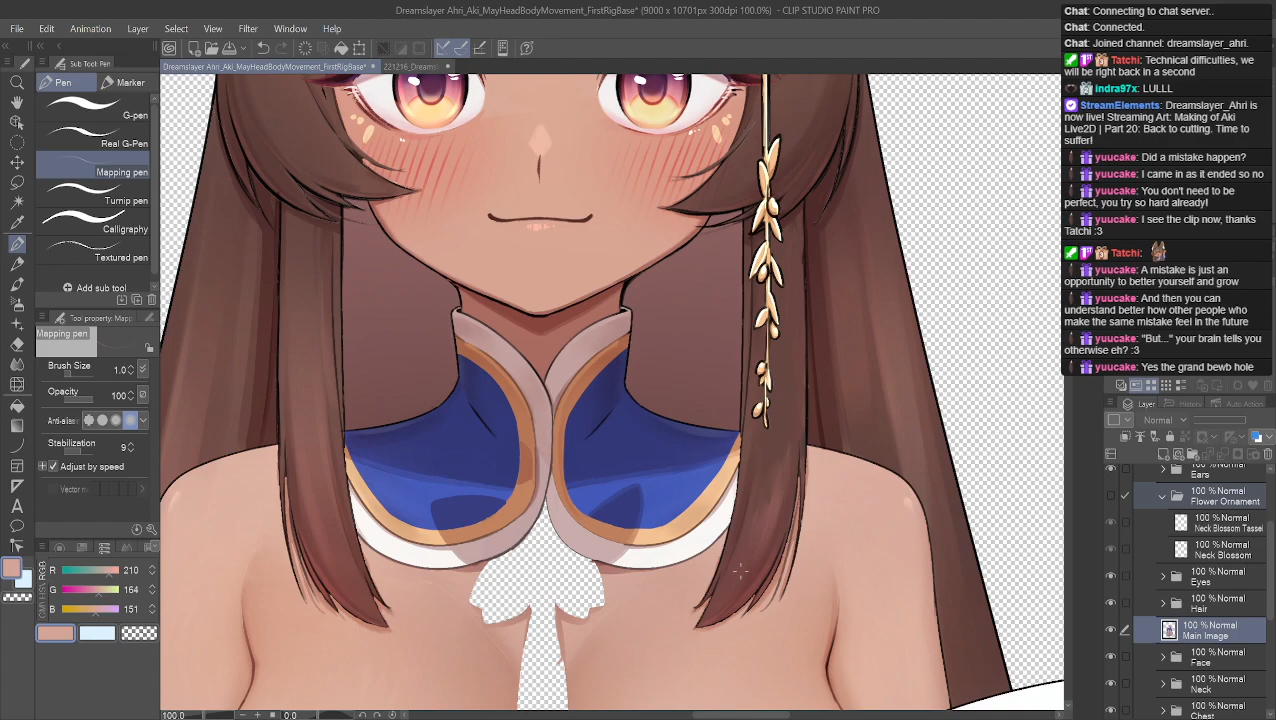 Dreamslayer Ahri_Aki_MayHeadBodyMovement_FirstRigBase* (9000 x 10701px 300dpi 100.0%) - CLIP STUDIO PAINT PRO
File Edit Animation Layer Select View Filter Window Help
Sub Tool Pen
Dreamslayer Ahri_Aki_MayHeadBodyMovement_FirstRigBase*
221216_Dreams
Pen
Marker
G-pen
Real G-Pen
Mapping pen
Turnip pen
Calligraphy
Textured pen
Add sub tool
Tool property: Mapp
Mapping pen
Brush Size 1.0
Opacity 100
Anti-alias
Stabilization 9
Adjust by speed
Vector m
R 210
G 164
B 151
100.0
0.0
Chat: Connecting to chat server..
Chat: Connected.
Chat: Joined channel: dreamslayer_ahri.
Tatchi: Technical difficulties, we
will be right back in a second
indra97x: LULLL
StreamElements: Dreamslayer_Ahri is
now live! Streaming Art: Making of Aki
Live2D | Part 20: Back to cutting. Time to
suffer!
yuucake: Did a mistake happen?
yuucake: I came in as it ended so no
yuucake: You don't need to be
perfect, you try so hard already!
yuucake: I see the clip now, thanks
Tatchi :3
Tatchi:
yuucake: A mistake is just an
opportunity to better yourself and grow
yuucake: And then you can
understand better how other people who
make the same mistake feel in the future
yuucake: "But..." your brain tells you
otherwise eh? :3
yuucake: Yes the grand bewb hole
Layer
History
Auto Action
Normal
100 %Normal
Ears
100 %Normal
Flower Ornament
100 %Normal
Neck Blossom Tassel
100 %Normal
Neck Blossom
100 %Normal
Eyes
100 %Normal
Hair
100 %Normal
Main Image
100 %Normal
Face
100 %Normal
Neck
100 %Normal
Chest